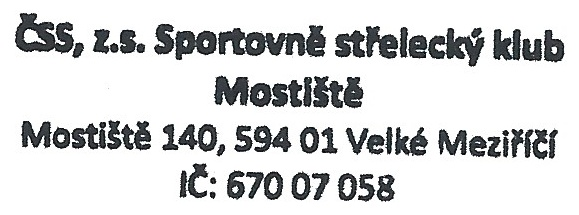 ČSS, z.s. Sportovně střelecký klub
Mostiště
Mostiště 140, 594 01 Velké Meziříčí
IČ: 670 07 058